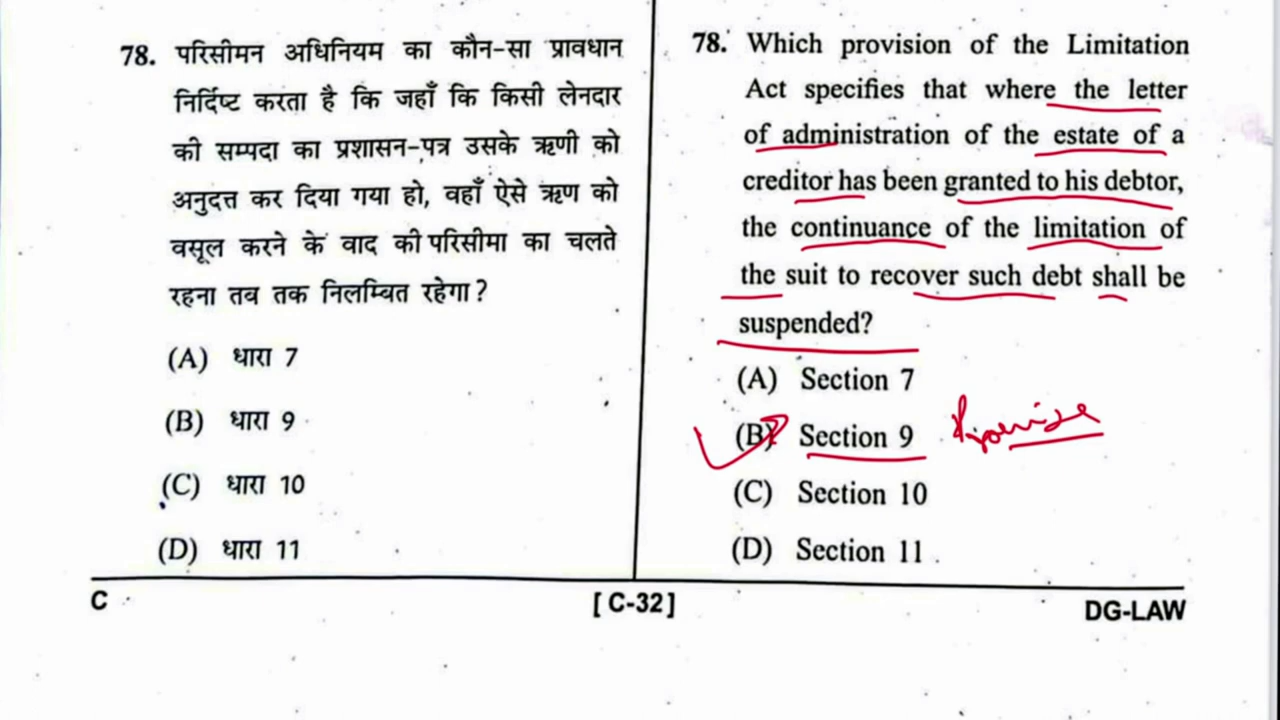 78. परिसीमन अधिनियम का कौन-सा प्रावधान
निर्दिष्ट करता है कि जहाँ कि किसी लेनदार
की सम्पदा का प्रशासन-पत्र उसके ऋणी को
अनुदत्त कर दिया गया हो, वहाँ ऐसे ऋण को
वसूल करने के वाद की परिसीमा का चलते
रहना तब तक निलम्बित रहेगा?
(A) धारा 7
(B) धारा 9
(C) धारा 10
(D) धारा 11
78. Which provision of the Limitation
Act specifies that where the letter
of administration of the estate of a
creditor has been granted to his debtor,
the continuance of the limitation of
the suit to recover such debt shall be
suspended?
(A) Section 7
(B) Section 9
(C) Section 10
(D) Section 11
C
[ C-32 ]
DG-LAW